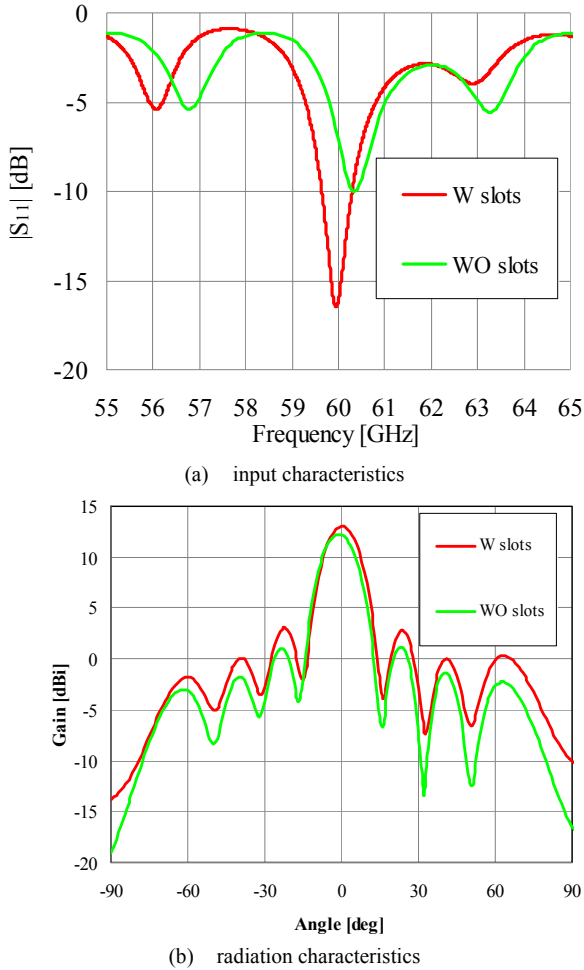 0
-5
-10
-15
-20
|S11| [dB]
W slots
WO slots
55 56 57 58 59 60 61 62 63 64 65
Frequency [GHz]
(a) input characteristics
15
10
5
0
-5
-10
-15
-20
Gain [dBi]
W slots
WO slots
-90 -60 -30 0 30 60 90
Angle [deg]
(b) radiation characteristics